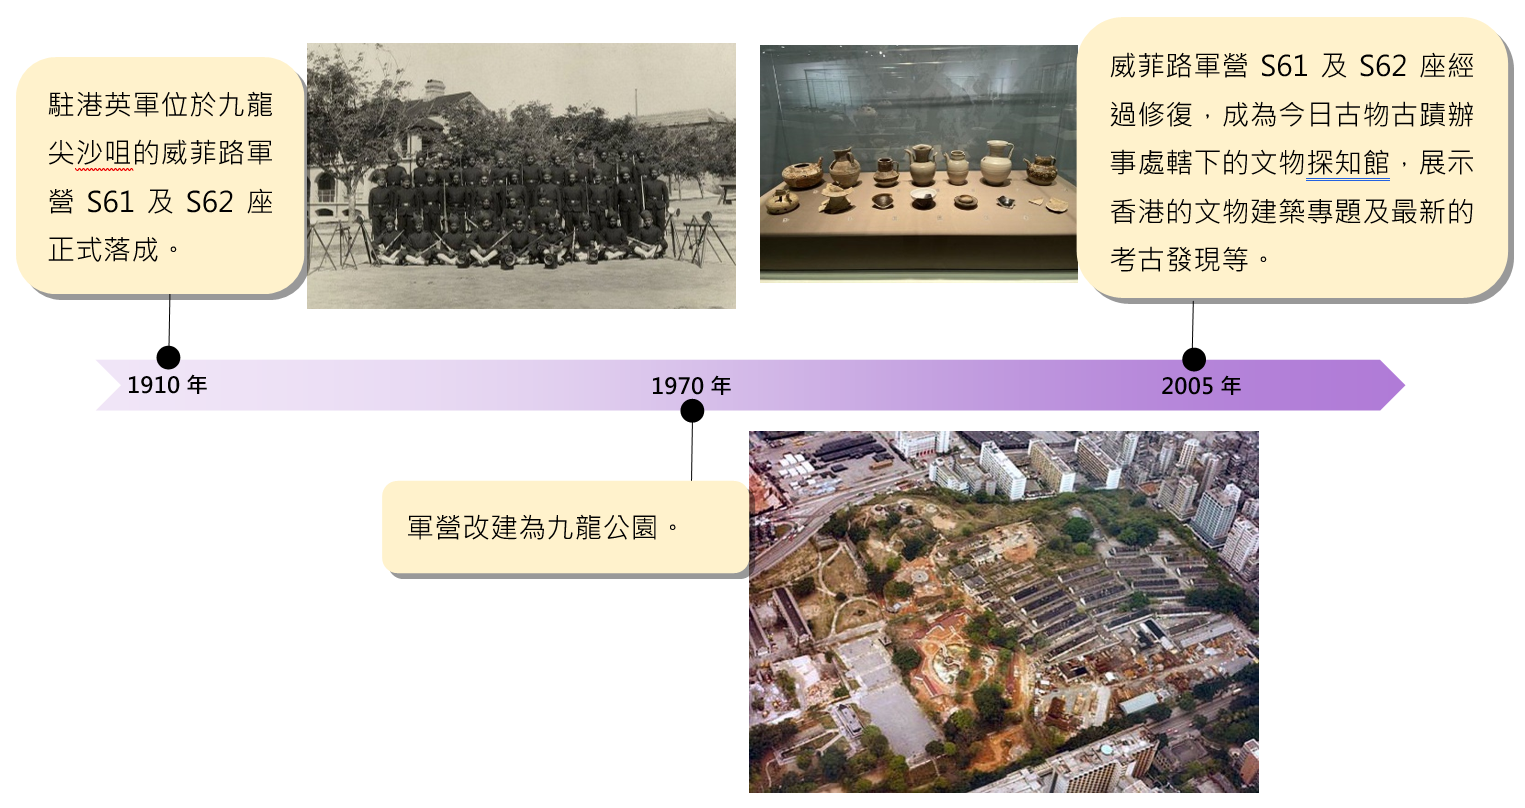 駐港英軍位於九龍
尖沙咀的威菲路軍
營 S61 及 S62 座
正式落成。
威菲路軍營 S61 及 S62 座經
過修復，成為今日古物古蹟辦
事處轄下的文物探知館，展示
香港的文物建築專題及最新的
考古發現等。
1910 年
1970 年
2005 年
軍營改建為九龍公園。